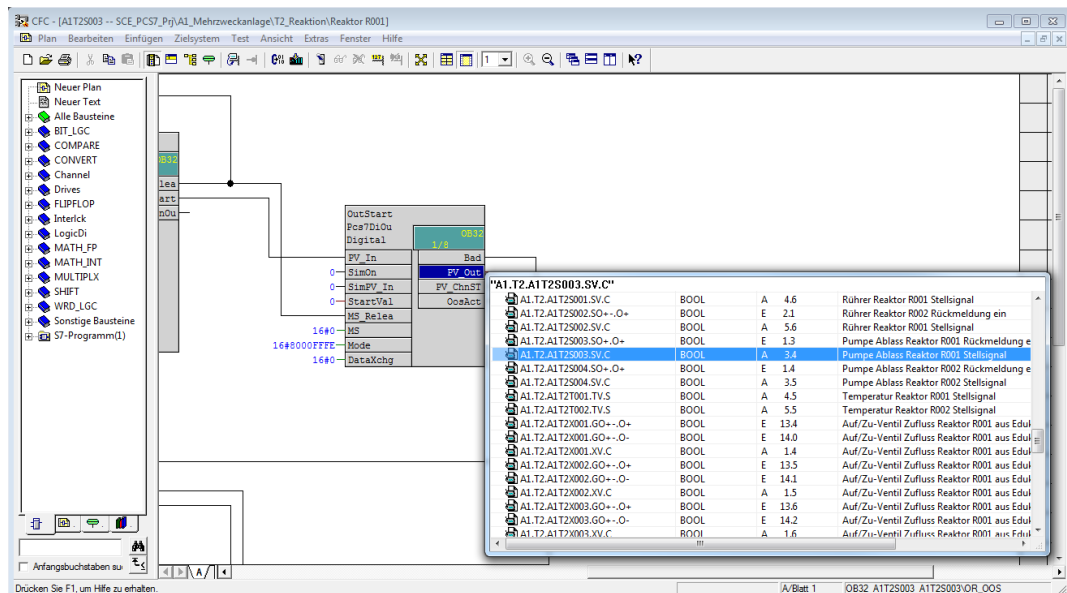 CFC - [A1T2S003 -- SCE_PCS7_Prj\A1_Mehrzweckanlage\T2_Reaktion\Reaktor R001]
Plan Bearbeiten Einfügen Zielsystem Test Ansicht Extras Fenster Hilfe
1
Neuer Plan
Neuer Text
Alle Bausteine
BIT_LGC
COMPARE
CONVERT
Channel
Drives
FLIPFLOP
Interlck
LogicDi
MATH_FP
MATH_INT
MULTIPLX
SHIFT
WRD_LGC
Sonstige Bausteine
S7-Programm(1)
Anfangsbuchstaben su
OB32
lea
art
nOu
OutStart
Pcs7DiOu
Digital
OB32
1/8
PV_In Bad
0 SimOn PV_Out
0 SimPV_In PV_ChnST
0 StartVal OosAct
MS_Relea
16#0 MS
16#8000FFFE Mode
16#0 DataXchg
"A1.T2.A1T2S003.SV.C"
A1.T2.A1T2S001.SV.C BOOL A 4.6 Rührer Reaktor R001 Stellsignal
A1.T2.A1T2S002.SO+-.O+ BOOL E 2.1 Rührer Reaktor R002 Rückmeldung ein
A1.T2.A1T2S002.SV.C BOOL A 5.6 Rührer Reaktor R001 Stellsignal
A1.T2.A1T2S003.SO+-.O+ BOOL E 1.3 Pumpe Ablass Reaktor R001 Rückmeldung e
A1.T2.A1T2S003.SV.C BOOL A 3.4 Pumpe Ablass Reaktor R001 Stellsignal
A1.T2.A1T2S004.SO+-.O+ BOOL E 1.4 Pumpe Ablass Reaktor R002 Rückmeldung e
A1.T2.A1T2S004.SV.C BOOL A 3.5 Pumpe Ablass Reaktor R002 Stellsignal
A1.T2.A1T2T001.TV.S BOOL A 4.5 Temperatur Reaktor R001 Stellsignal
A1.T2.A1T2T002.TV.S BOOL A 5.5 Temperatur Reaktor R002 Stellsignal
A1.T2.A1T2X001.GO+-.O+ BOOL E 13.4 Auf/Zu-Ventil Zufluss Reaktor R001 aus Edul
A1.T2.A1T2X001.GO+-.O- BOOL E 14.0 Auf/Zu-Ventil Zufluss Reaktor R001 aus Edul
A1.T2.A1T2X001.XV.C BOOL A 1.4 Auf/Zu-Ventil Zufluss Reaktor R001 aus Edul
A1.T2.A1T2X002.GO+-.O+ BOOL E 13.5 Auf/Zu-Ventil Zufluss Reaktor R001 aus Edul
A1.T2.A1T2X002.GO+-.O- BOOL E 14.1 Auf/Zu-Ventil Zufluss Reaktor R001 aus Edul
A1.T2.A1T2X002.XV.C BOOL A 1.5 Auf/Zu-Ventil Zufluss Reaktor R001 aus Edul
A1.T2.A1T2X003.GO+-.O+ BOOL E 13.6 Auf/Zu-Ventil Zufluss Reaktor R001 aus Edul
A1.T2.A1T2X003.GO+-.O- BOOL E 14.2 Auf/Zu-Ventil Zufluss Reaktor R001 aus Edul
A1.T2.A1T2X003.XV.C BOOL A 1.6 Auf/Zu-Ventil Zufluss Reaktor R001 aus Edul
A/
Drücken Sie F1, um Hilfe zu erhalten. A/Blatt 1 OB32 A1T2S003 A1T2S003\OR_OOS